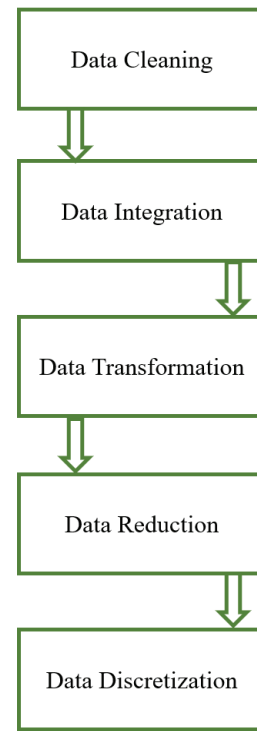 Data Cleaning
Data Integration
Data Transformation
Data Reduction
Data Discretization